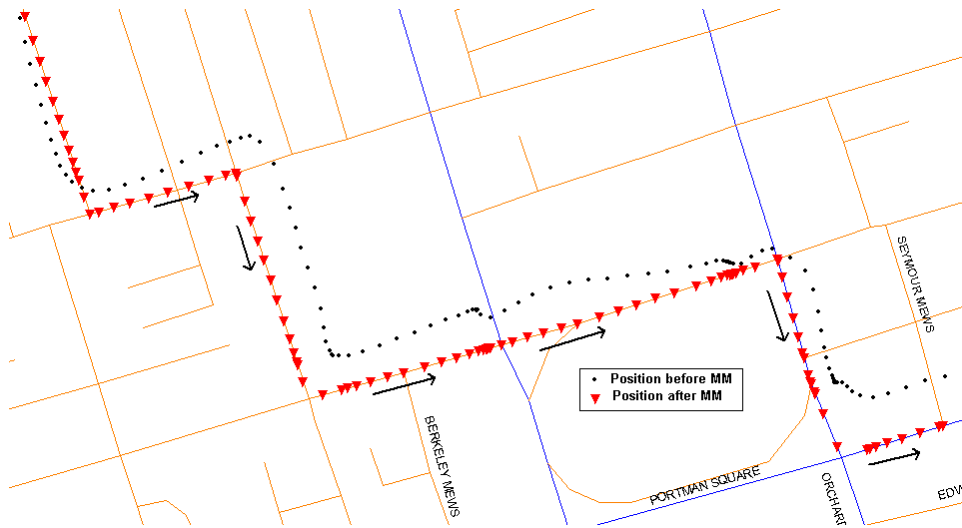 SEYMOUR MEWS
Position before MM
Position after MM
BERKELEY MEWS
PORTMAN SQUARE
ORCHARD
EDW